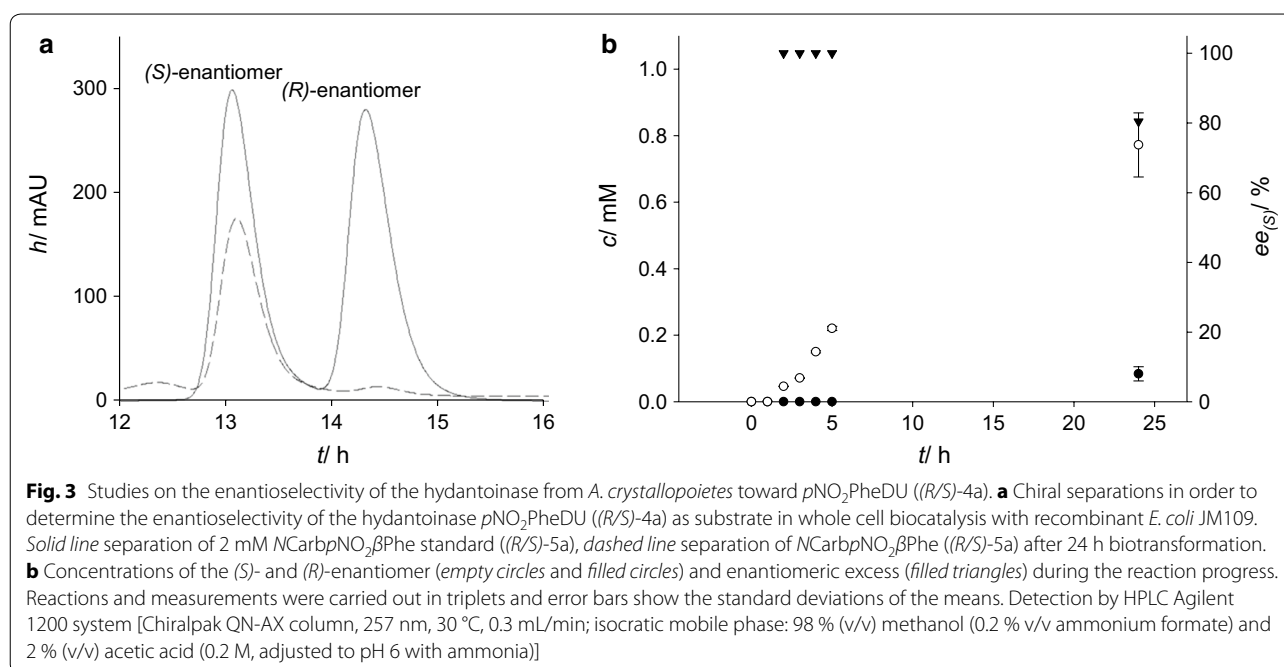 a
300
200
100
0
h/ mAU
(S)-enantiomer
(R)-enantiomer
12 13 14 15 16
t/ h
b
1.0
0.8
0.6
0.4
0.2
0.0
c/ mM
100
80
60
40
20
0
ee(S)/ %
0 5 10 15 20 25
t/ h
Fig. 3 Studies on the enantioselectivity of the hydantoinase from A. crystallopoietes toward pNO2PheDU ((R/S)-4a). a Chiral separations in order to
determine the enantioselectivity of the hydantoinase pNO2PheDU ((R/S)-4a) as substrate in whole cell biocatalysis with recombinant E. coli JM109.
Solid line separation of 2 mM NCarbpNO2βPhe standard ((R/S)-5a), dashed line separation of NCarbpNO2βPhe ((R/S)-5a) after 24 h biotransformation.
b Concentrations of the (S)- and (R)-enantiomer (empty circles and filled circles) and enantiomeric excess (filled triangles) during the reaction progress.
Reactions and measurements were carried out in triplets and error bars show the standard deviations of the means. Detection by HPLC Agilent
1200 system [Chiralpak QN-AX column, 257 nm, 30 °C, 0.3 mL/min; isocratic mobile phase: 98 % (v/v) methanol (0.2 % v/v ammonium formate) and
2 % (v/v) acetic acid (0.2 M, adjusted to pH 6 with ammonia)]